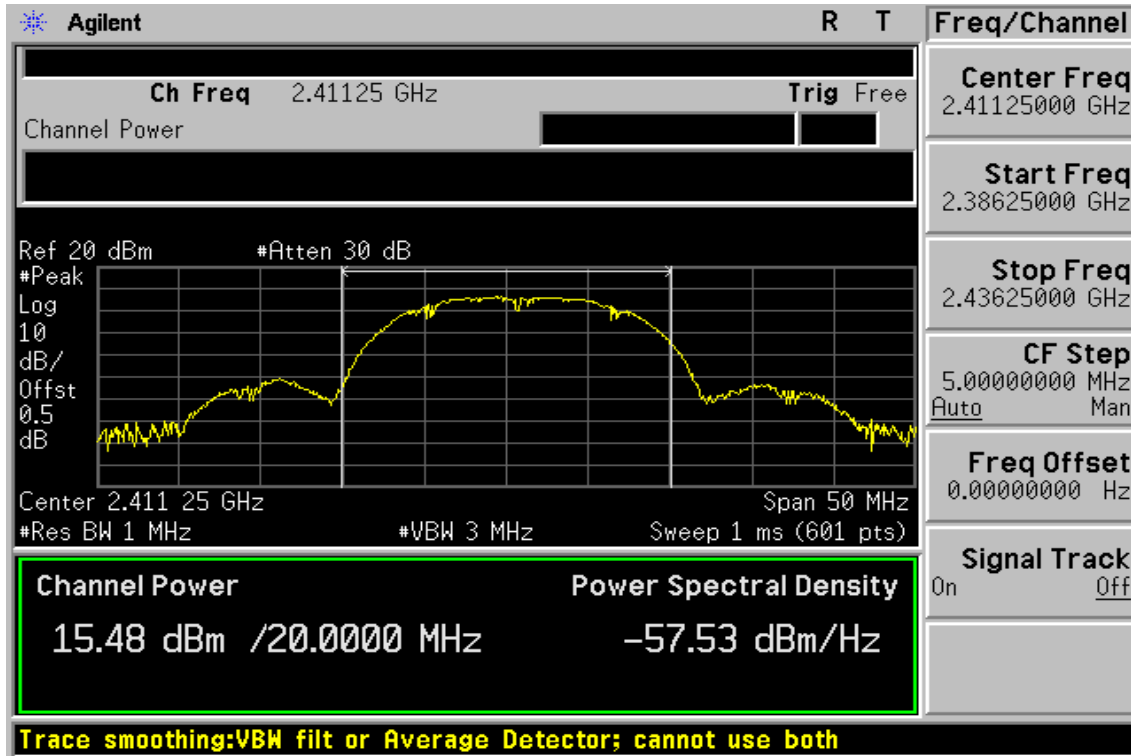 Agilent R T
Ch Freq 2.41125 GHz Trig Free
Channel Power
Ref 20 dBm #Atten 30 dB
#Peak
Log
10
dB/
Offst
0.5
dB
Center 2.411 25 GHz Span 50 MHz
#Res BW 1 MHz #VBW 3 MHz Sweep 1 ms (601 pts)
Channel Power Power Spectral Density
15.48 dBm /20.0000 MHz -57.53 dBm/Hz
Trace smoothing:VBW filt or Average Detector; cannot use both
Freq/Channel
Center Freq
2.41125000 GHz
Start Freq
2.38625000 GHz
Stop Freq
2.43625000 GHz
CF Step
5.00000000 MHz
Auto Man
Freq Offset
0.00000000 Hz
Signal Track
On Off